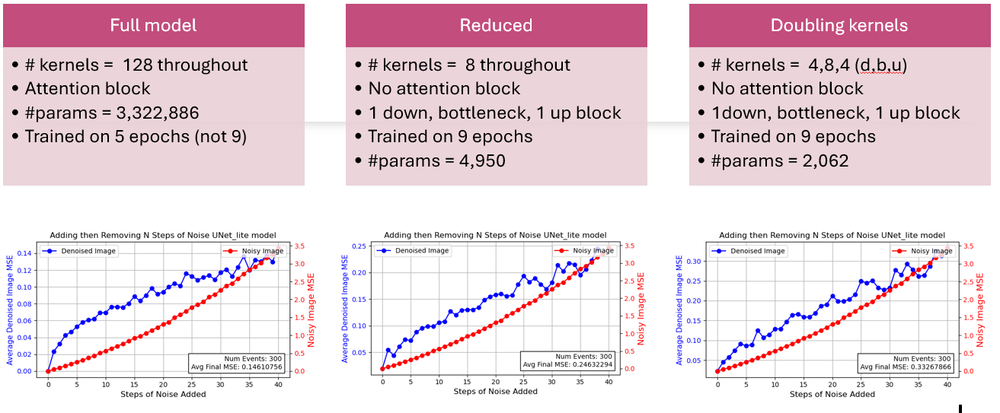 Full model
• # kernels =  128 throughout
• Attention block
• #params = 3,322,886
• Trained on 5 epochs (not 9)
Reduced
• # kernels =  8 throughout
• No attention block
• 1 down, bottleneck, 1 up block
• Trained on 9 epochs
• #params = 4,950
Doubling kernels
• # kernels =  4,8,4 (d,b,u)
• No attention block
• 1down, bottleneck, 1 up block
• Trained on 9 epochs
• #params = 2,062
Adding then Removing N Steps of Noise UNet_lite model
Denoised Image
Noisy Image
Average Denoised Image MSE
0.14
0.12
0.10
0.08
0.06
0.04
0.02
0.00
3.5
3.0
2.5
2.0
1.5
1.0
0.5
0.0
Noisy Image MSE
Num Events: 300
Avg Final MSE: 0.14610756
0 5 10 15 20 25 30 35 40
Steps of Noise Added
Adding then Removing N Steps of Noise UNet_lite model
Denoised Image
Noisy Image
Average Denoised Image MSE
0.25
0.20
0.15
0.10
0.05
3.5
3.0
2.5
2.0
1.5
1.0
0.5
0.0
Noisy Image MSE
Num Events: 300
Avg Final MSE: 0.24632294
0 5 10 15 20 25 30 35 40
Steps of Noise Added
Adding then Removing N Steps of Noise UNet_lite model
Denoised Image
Noisy Image
Average Denoised Image MSE
0.30
0.25
0.20
0.15
0.10
0.05
3.5
3.0
2.5
2.0
1.5
1.0
0.5
0.0
Noisy Image MSE
Num Events: 300
Avg Final MSE: 0.33267866
0 5 10 15 20 25 30 35 40
Steps of Noise Added